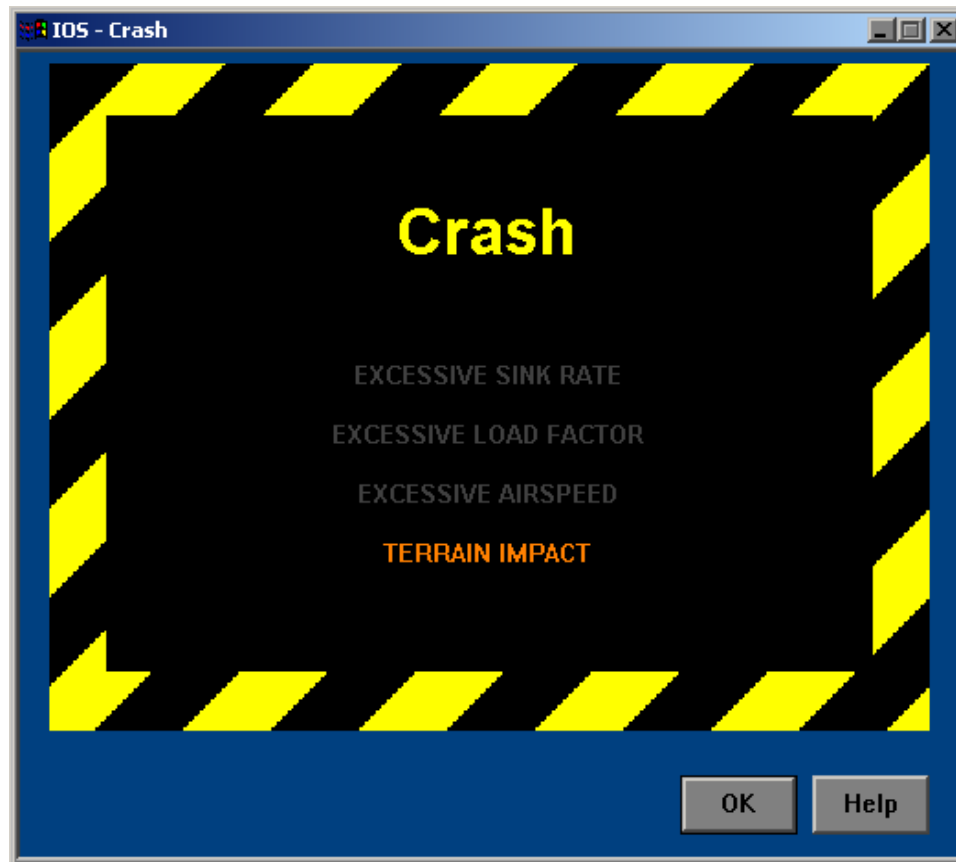 IOS - Crash
Crash
EXCESSIVE SINK RATE
EXCESSIVE LOAD FACTOR
EXCESSIVE AIRSPEED
TERRAIN IMPACT
OK Help